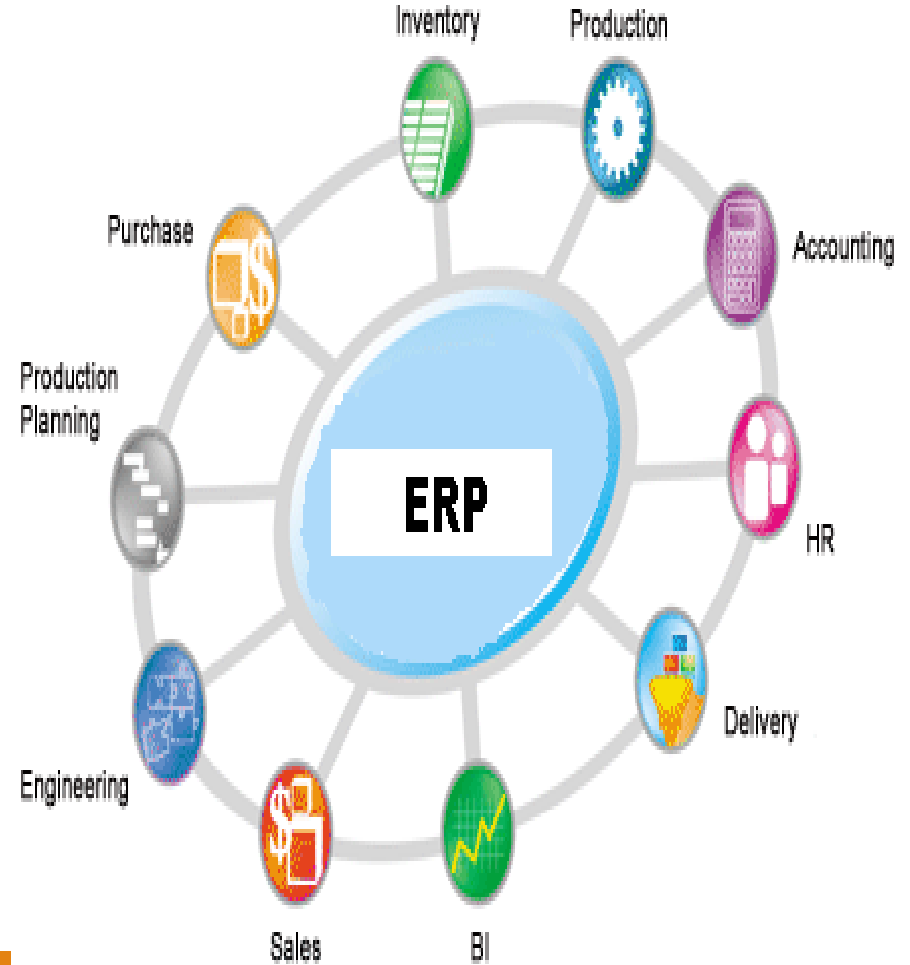 Inventory
Production
Purchase
Accounting
Production
Planning
ERP
HR
Delivery
Engineering
Sales
BI